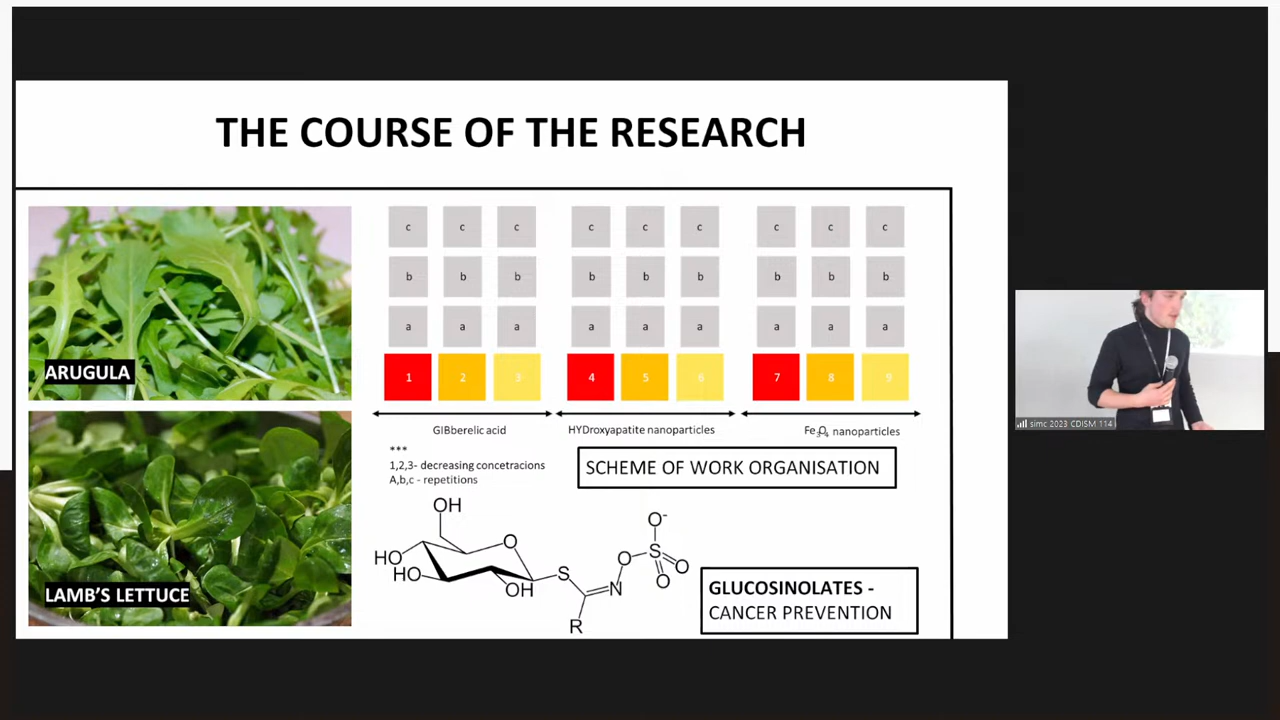 THE COURSE OF THE RESEARCH
ARUGULA
LAMB'S LETTUCE
c c c c c c c c c
b b b b b b b b b
a a a a a a a a a
1 2 3 4 5 6 7 8 9
GIBberelic acid
HYDroxyapatite nanoparticles
Fe3O4 nanoparticles
***
1,2,3- decreasing concetracions
A,b,c - repetitions
SCHEME OF WORK ORGANISATION
OH
HO
HO
O
OH
S
N
O
S
O-
O
O
R
GLUCOSINOLATES -
CANCER PREVENTION
simc 2023 CDISM 114